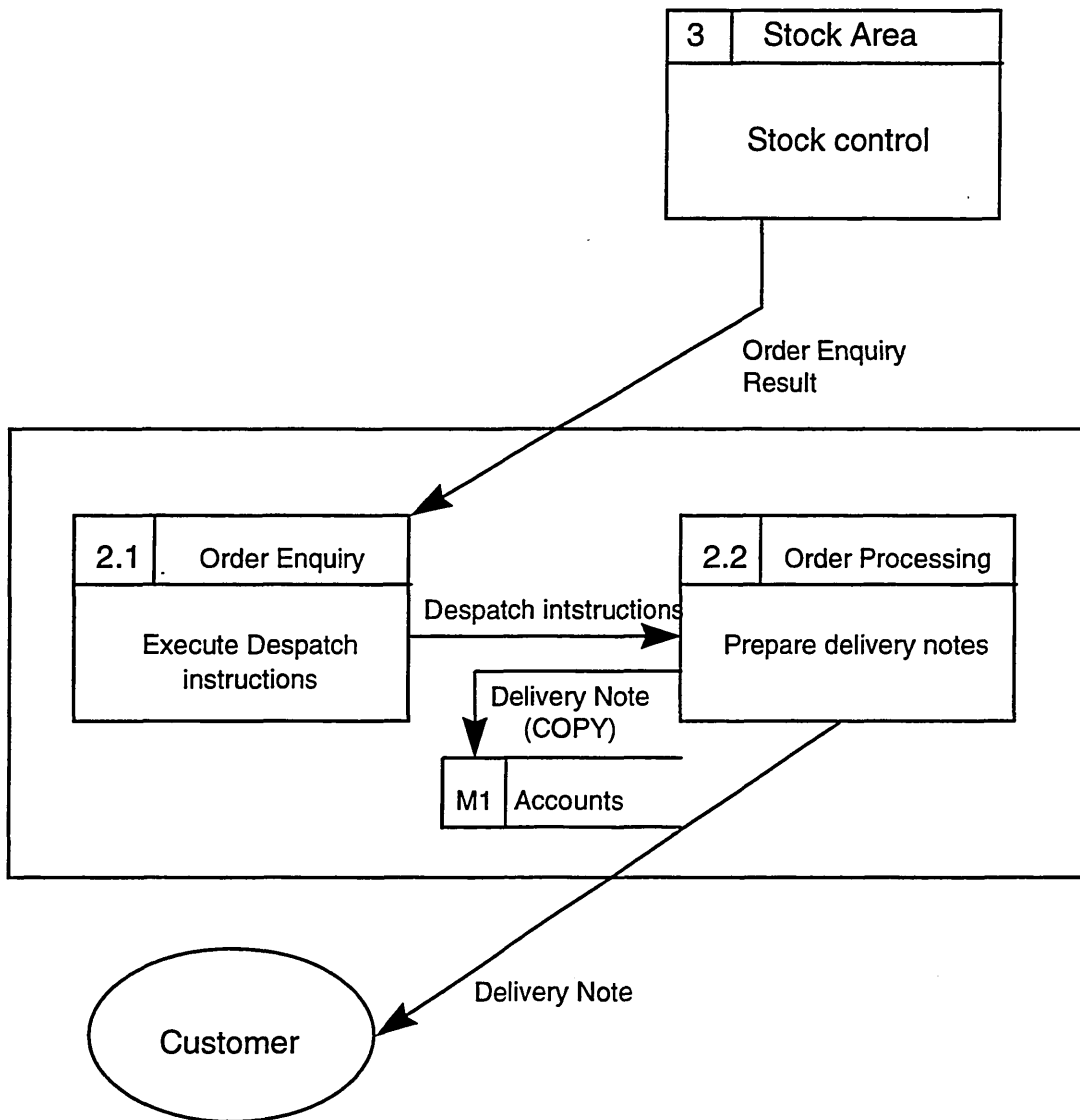 3 Stock Area
Stock control
Order Enquiry
Result
2.1 Order Enquiry
Execute Despatch
instructions
Despatch intstructions
2.2 Order Processing
Prepare delivery notes
Delivery Note
(COPY)
M1 Accounts
Delivery Note
Customer